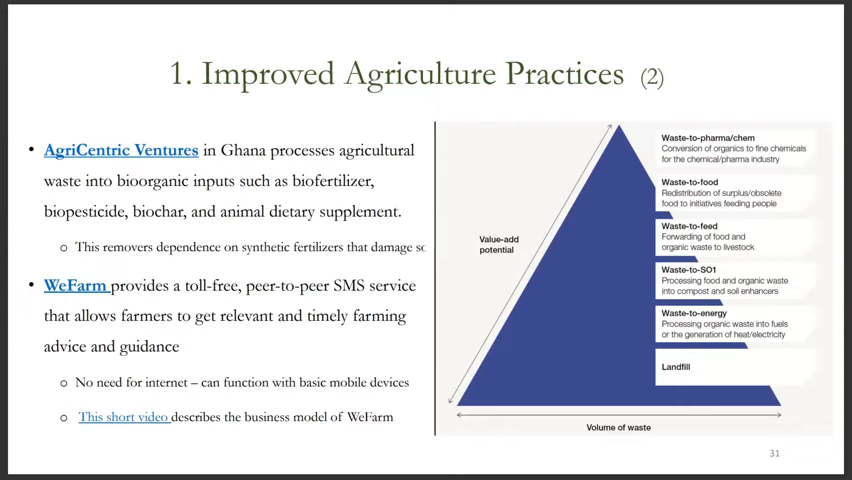 1. Improved Agriculture Practices (2)
• AgriCentric Ventures in Ghana processes agricultural
waste into bioorganic inputs such as biofertilizer,
biopesticide, biochar, and animal dietary supplement.
o This removers dependence on synthetic fertilizers that damage so
• WeFarm provides a toll-free, peer-to-peer SMS service
that allows farmers to get relevant and timely farming
advice and guidance
o No need for internet – can function with basic mobile devices
o This short video describes the business model of WeFarm
Value-add
potential
Waste-to-pharma/chem
Conversion of organics to fine chemicals
for the chemical/pharma industry
Waste-to-food
Redistribution of surplus/obsolete
food to initiatives feeding people
Waste-to-feed
Forwarding of food and
organic waste to livestock
Waste-to-SO1
Processing food and organic waste
into compost and soil enhancers
Waste-to-energy
Processing organic waste into fuels
or the generation of heat/electricity
Landfill
Volume of waste
31